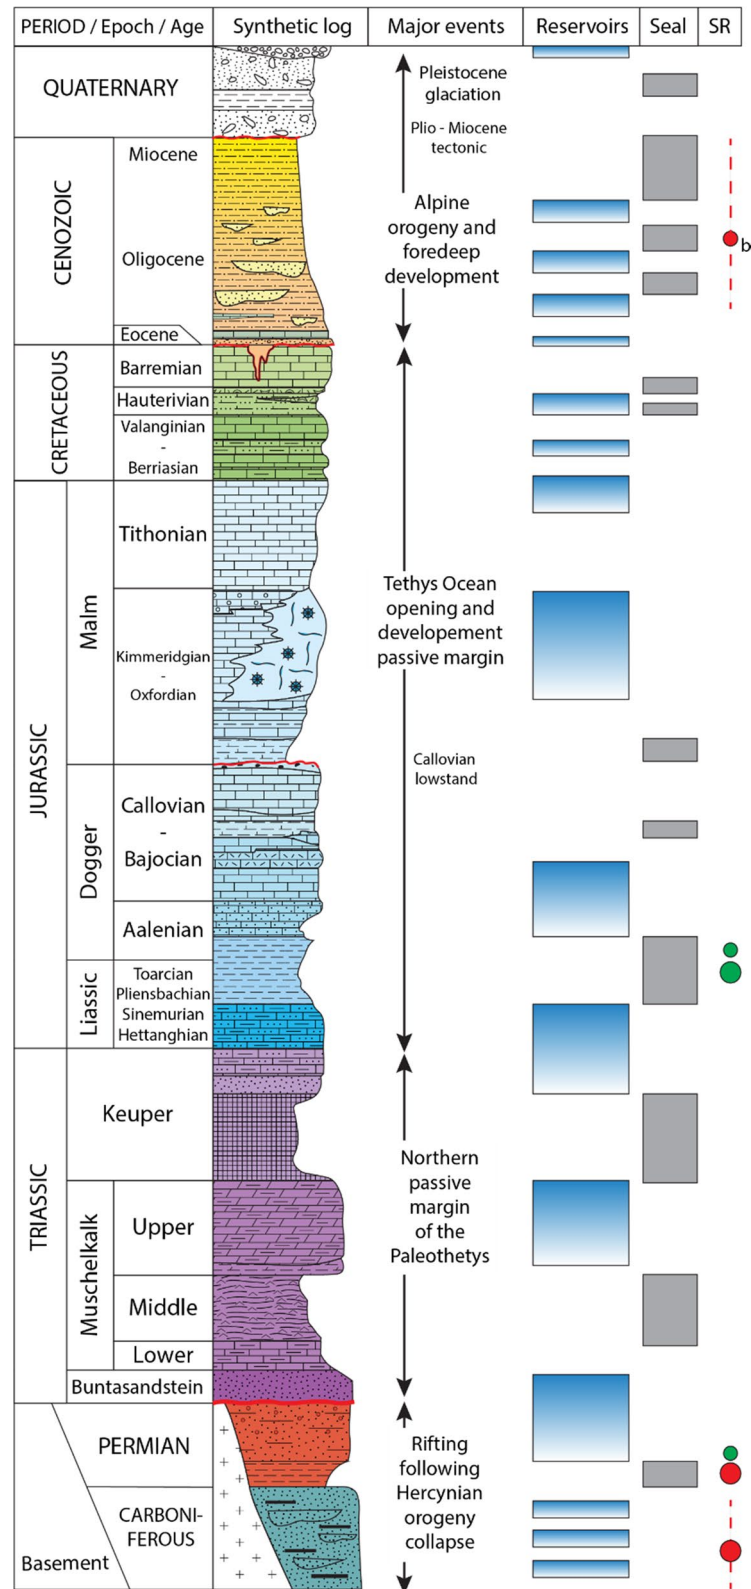 PERIOD / Epoch / Age
Synthetic log
Major events
Reservoirs
Seal
SR
QUATERNARY
CENOZOIC
Miocene
Oligocene
Eocene
CRETACEOUS
Barremian
Hauterivian
Valanginian
-
Berriasian
JURASSIC
Malm
Tithonian
Kimmeridgian
-
Oxfordian
Dogger
Callovian
-
Bajocian
Aalenian
Liassic
Toarcian
Pliensbachian
Sinemurian
Hettanghian
TRIASSIC
Keuper
Muschelkalk
Upper
Middle
Lower
Buntasandstein
PERMIAN
CARBONI-
FEROUS
Basement
Pleistocene
glaciation
Plio - Miocene
tectonic
Alpine
orogeny and
foredeep
development
Tethys Ocean
opening and
developement
passive margin
Callovian
lowstand
Northern
passive
margin
of the
Paleothetys
Rifting
following
Hercynian
orogeny
collapse
b